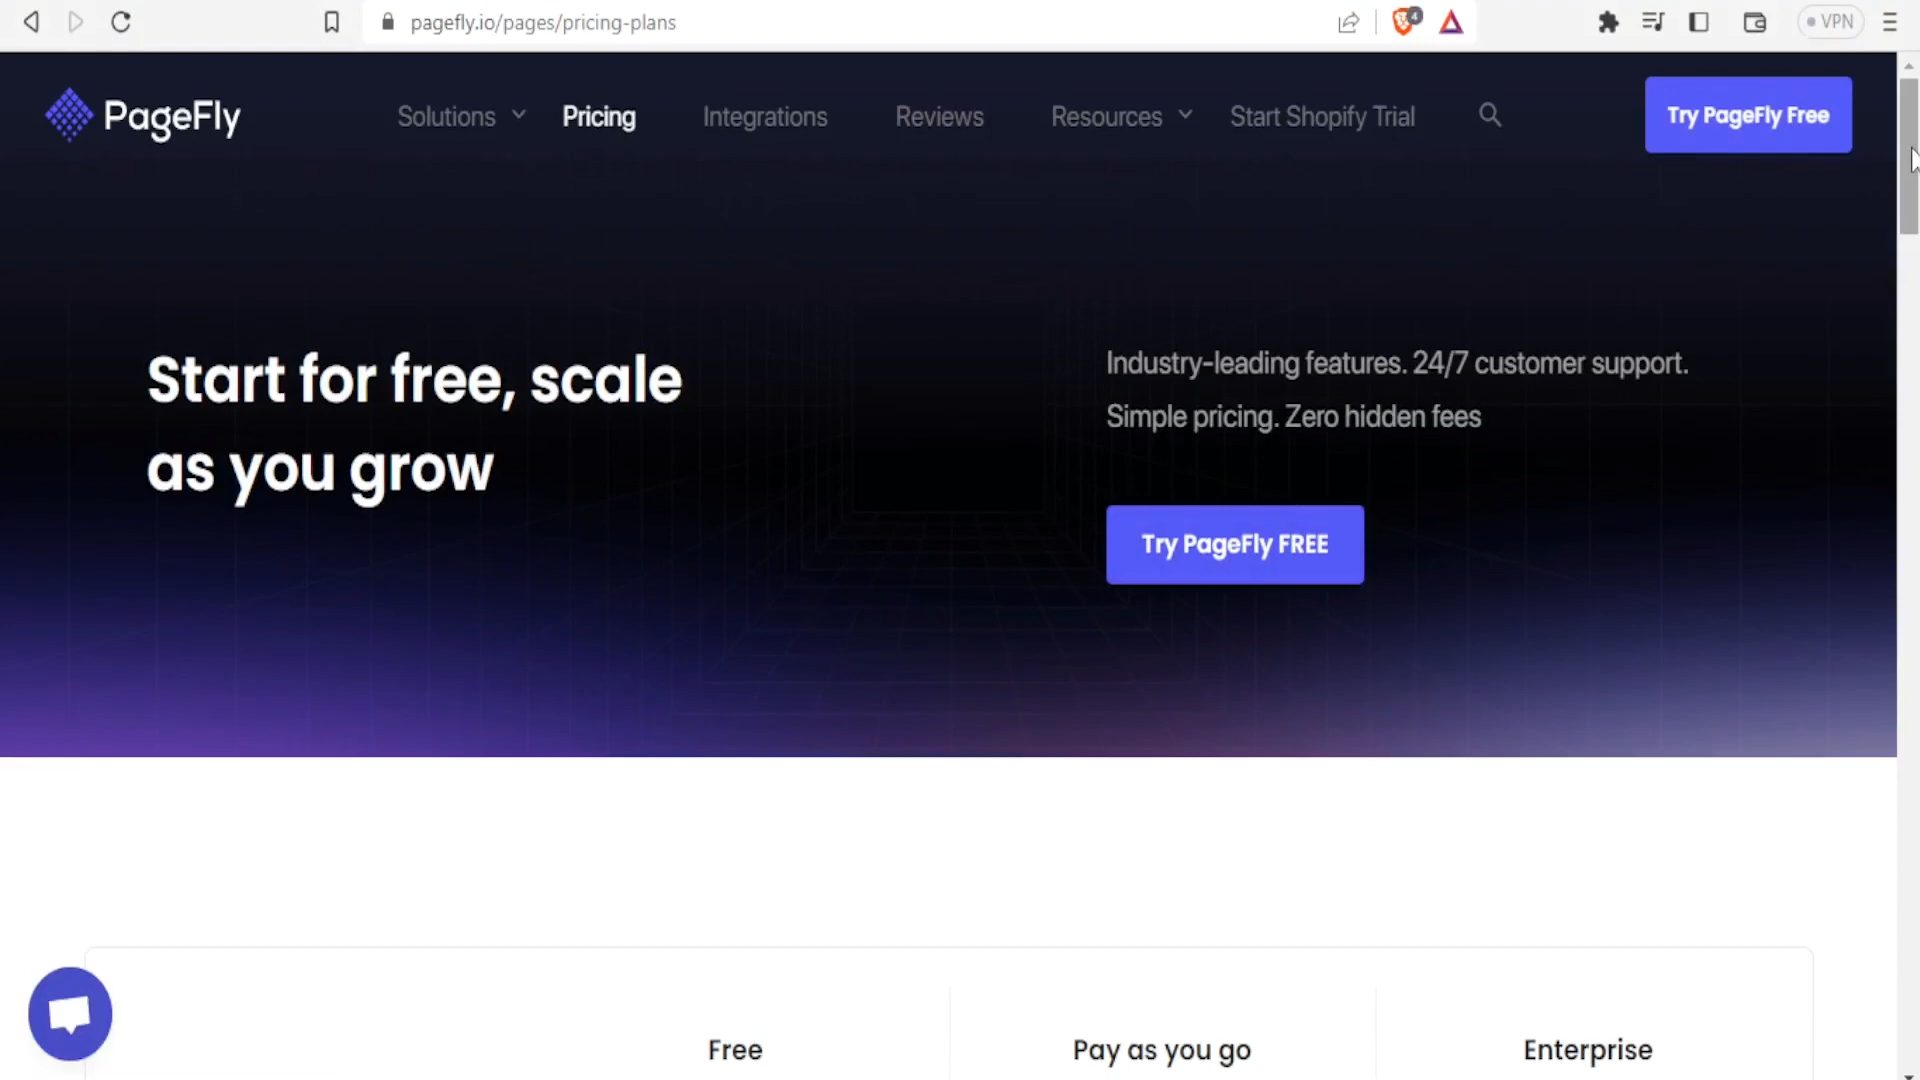 pagefly.io/pages/pricing-plans
4
VPN
PageFly
Solutions
Pricing
Integrations
Reviews
Resources
Start Shopify Trial
Try PageFly Free
Start for free, scale
as you grow
Industry-leading features. 24/7 customer support.
Simple pricing. Zero hidden fees
Try PageFly FREE
Free
Pay as you go
Enterprise